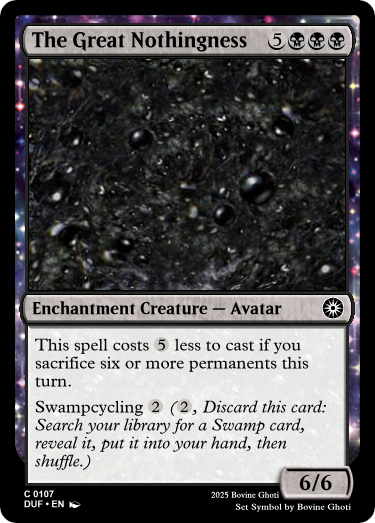 The Great Nothingness 5
Enchantment Creature — Avatar
This spell costs 5 less to cast if you
sacrifice six or more permanents this
turn.
Swampcycling 2 (2, Discard this card:
Search your library for a Swamp card,
reveal it, put it into your hand, then
shuffle.)
6/6
C 0107
DUF • EN
2025 Bovine Ghoti
Set Symbol by Bovine Ghoti